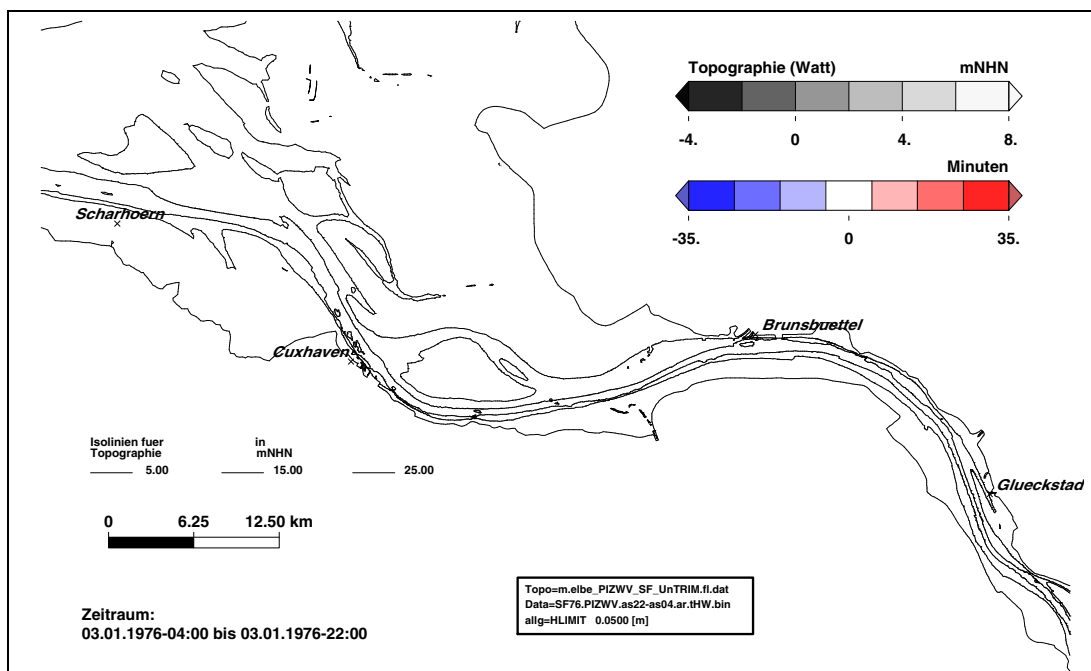 Topographie (Watt) mNHN
-4. 0 4. 8.
Minuten
-35. 0 35.
Scharhoern
Brunsbuettel
Cuxhaven
Glueckstad
Isolinien fuer in
Topographie mNHN
5.00 15.00 25.00
0 6.25 12.50 km
Topo=m.elbe_PIZWV_SF_UnTRIM.fl.dat
Data=SF76.PIZWV.as22-as04.ar.tHW.bin
allg=HLIMIT 0.0500 [m]
Zeitraum:
03.01.1976-04:00 bis 03.01.1976-22:00